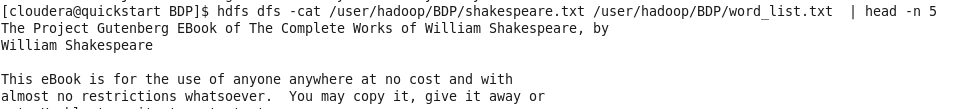 [cloudera@quickstart BDP]$ hdfs dfs -cat /user/hadoop/BDP/shakespeare.txt /user/hadoop/BDP/word_list.txt  | head -n 5
The Project Gutenberg EBook of The Complete Works of William Shakespeare, by
William Shakespeare

This eBook is for the use of anyone anywhere at no cost and with
almost no restrictions whatsoever.  You may copy it, give it away or